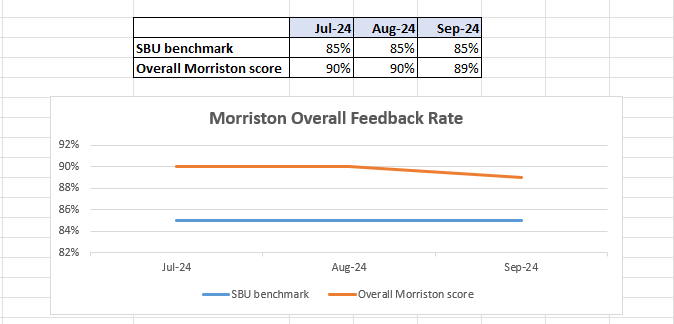 Jul-24 Aug-24 Sep-24
SBU benchmark 85% 85% 85%
Overall Morriston score 90% 90% 89%
Morriston Overall Feedback Rate
92%
90%
88%
86%
84%
82%
Jul-24 Aug-24 Sep-24
SBU benchmark Overall Morriston score